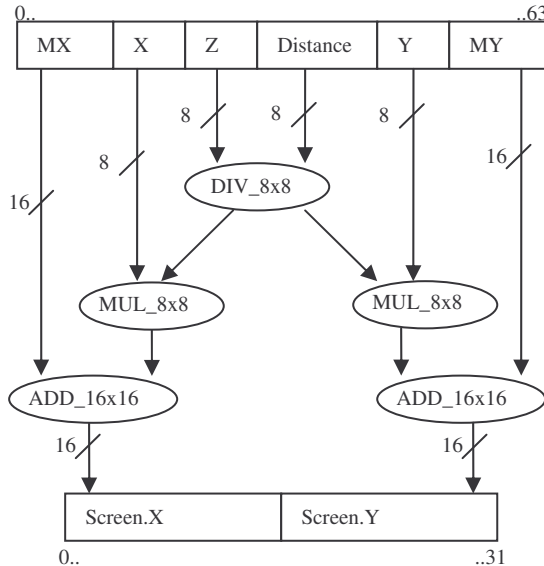 0.. ..63
MX X Z Distance Y MY
8 8 8
8 16
16
DIV_8x8
MUL_8x8 MUL_8x8
ADD_16x16 ADD_16x16
16 16
Screen.X Screen.Y
0.. ..31